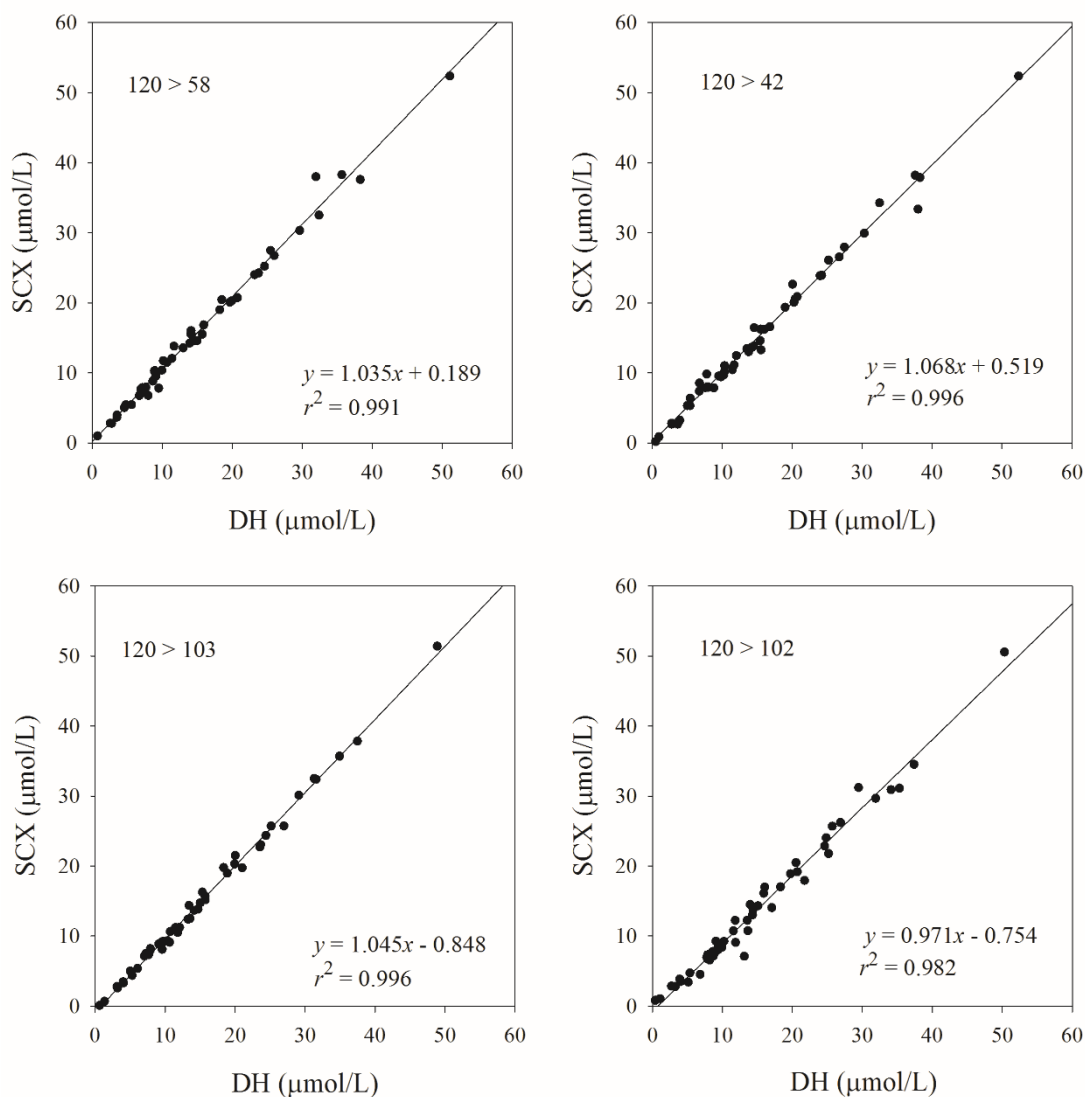 60
50
40
30
20
10
0
SCX (µmol/L)
120 > 58
y = 1.035x + 0.189
r² = 0.991
0 10 20 30 40 50 60
DH (µmol/L)
60
50
40
30
20
10
0
SCX (µmol/L)
120 > 42
y = 1.068x + 0.519
r² = 0.996
0 10 20 30 40 50 60
DH (µmol/L)
60
50
40
30
20
10
0
SCX (µmol/L)
120 > 103
y = 1.045x - 0.848
r² = 0.996
0 10 20 30 40 50 60
DH (µmol/L)
60
50
40
30
20
10
0
SCX (µmol/L)
120 > 102
y = 0.971x - 0.754
r² = 0.982
0 10 20 30 40 50 60
DH (µmol/L)